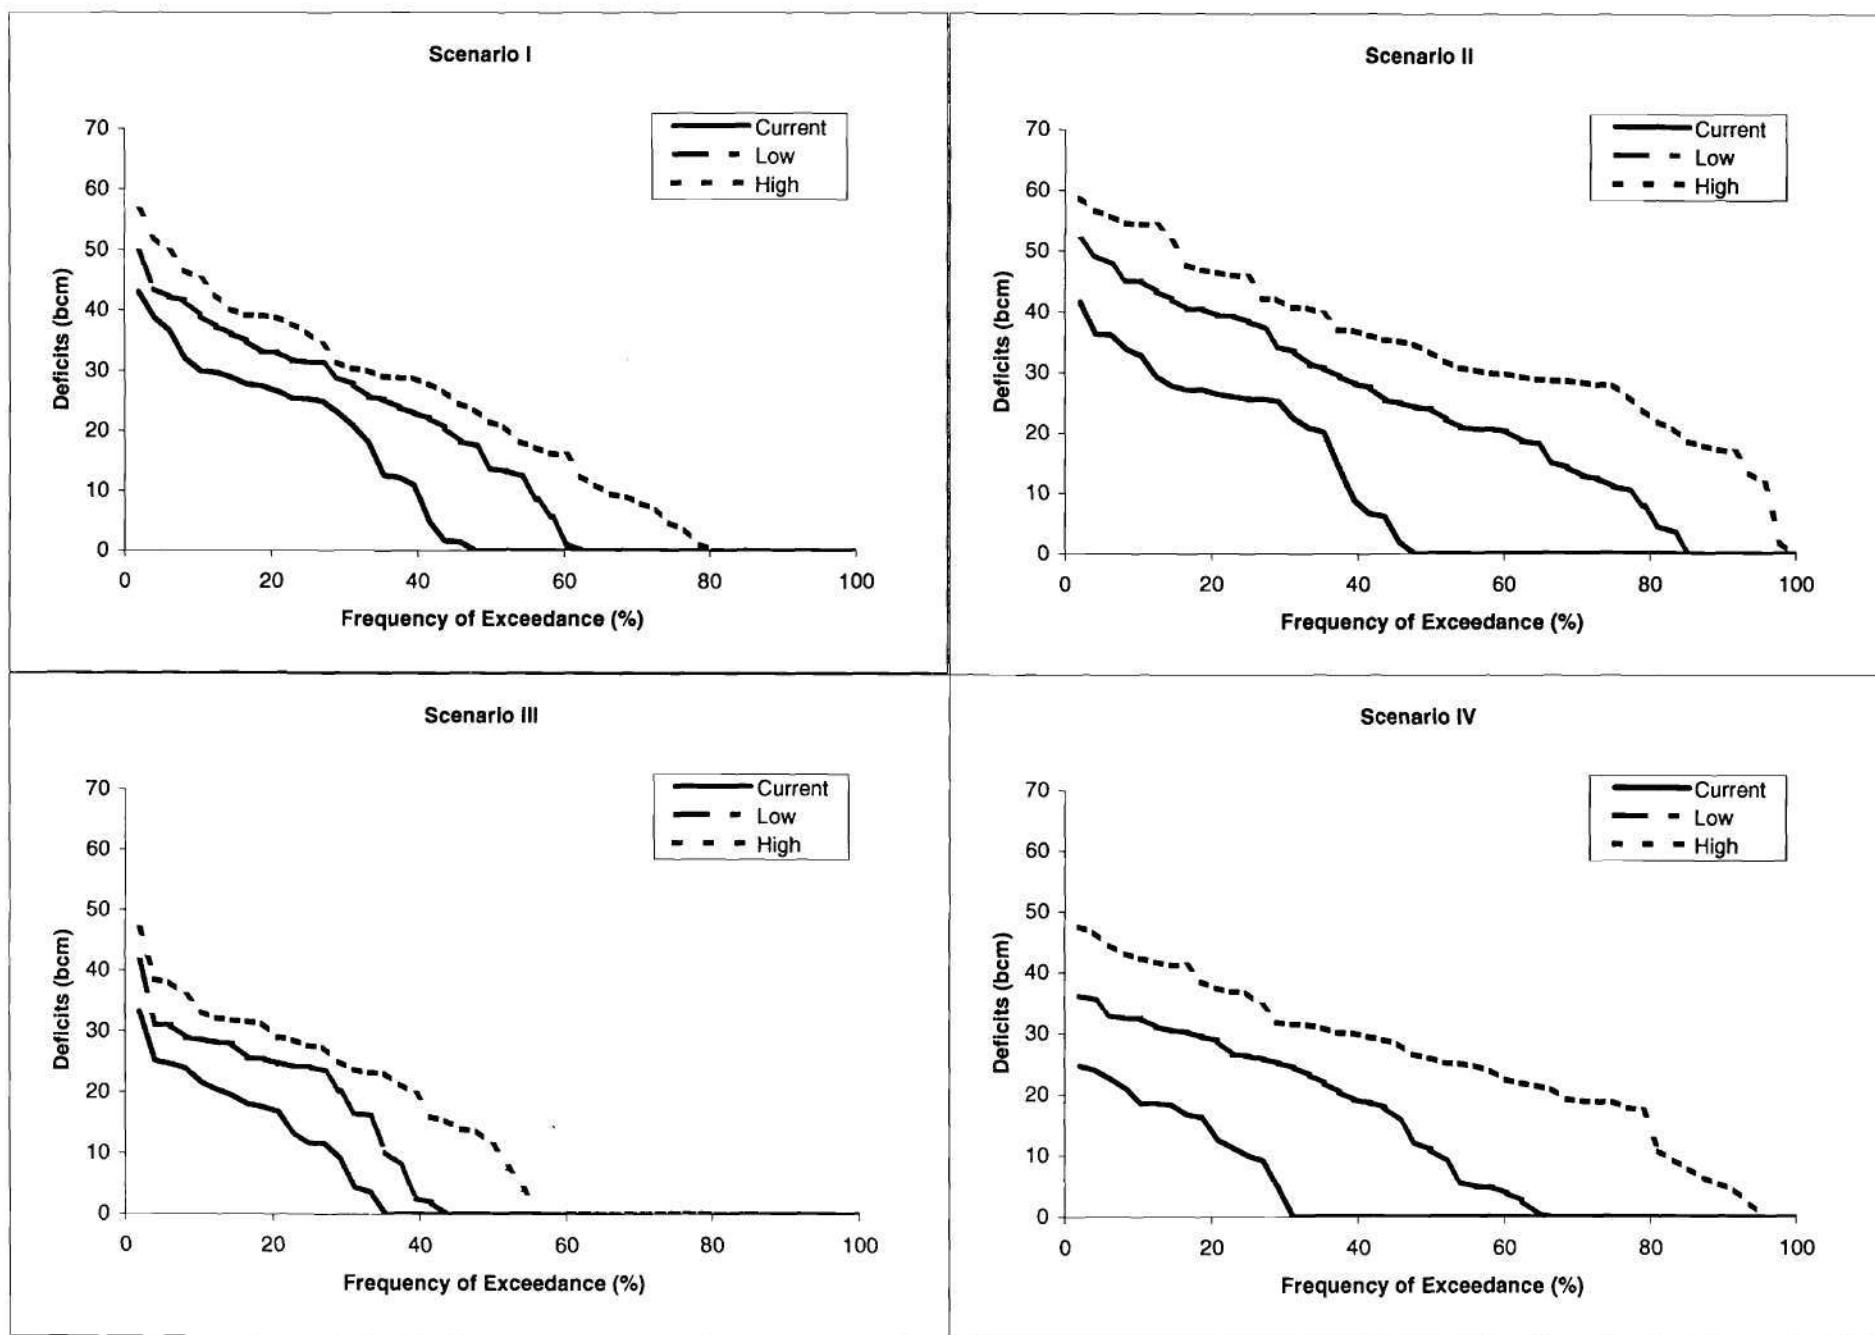 Scenario I
Current
Low
High
70
60
50
40
30
20
10
0
Deficits (bcm)
0 20 40 60 80 100
Frequency of Exceedance (%)
Scenario II
Current
Low
High
70
60
50
40
30
20
10
0
Deficits (bcm)
0 20 40 60 80 100
Frequency of Exceedance (%)
Scenario III
Current
Low
High
70
60
50
40
30
20
10
0
Deficits (bcm)
0 20 40 60 80 100
Frequency of Exceedance (%)
Scenario IV
Current
Low
High
70
60
50
40
30
20
10
0
Deficits (bcm)
0 20 40 60 80 100
Frequency of Exceedance (%)